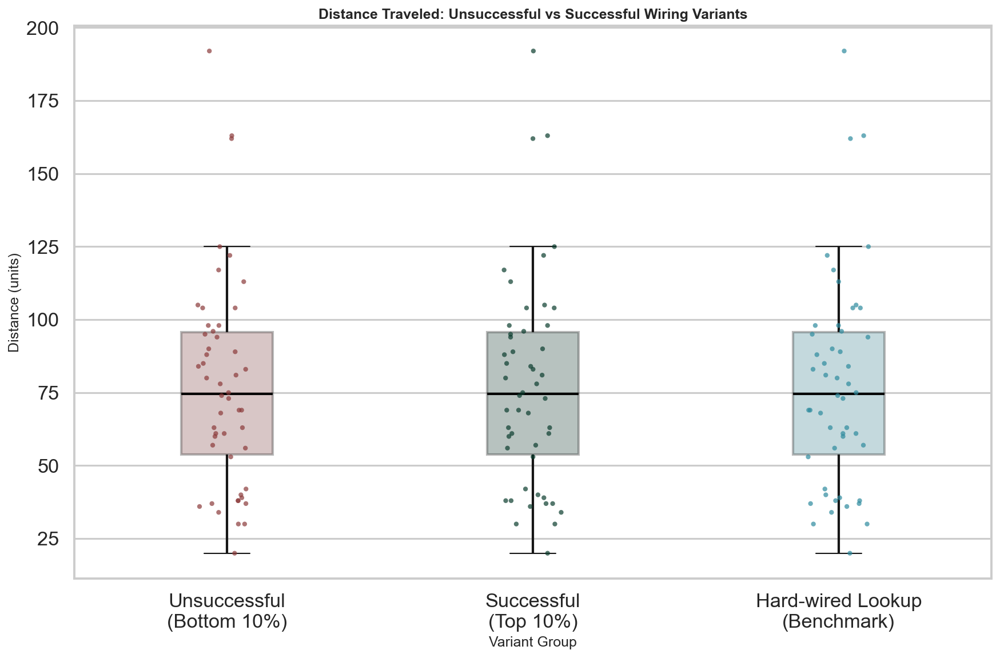 Distance Traveled: Unsuccessful vs Successful Wiring Variants
200
175
150
125
100
75
50
25
Distance (units)
Unsuccessful
(Bottom 10%)
Successful
(Top 10%)
Hard-wired Lookup
(Benchmark)
Variant Group